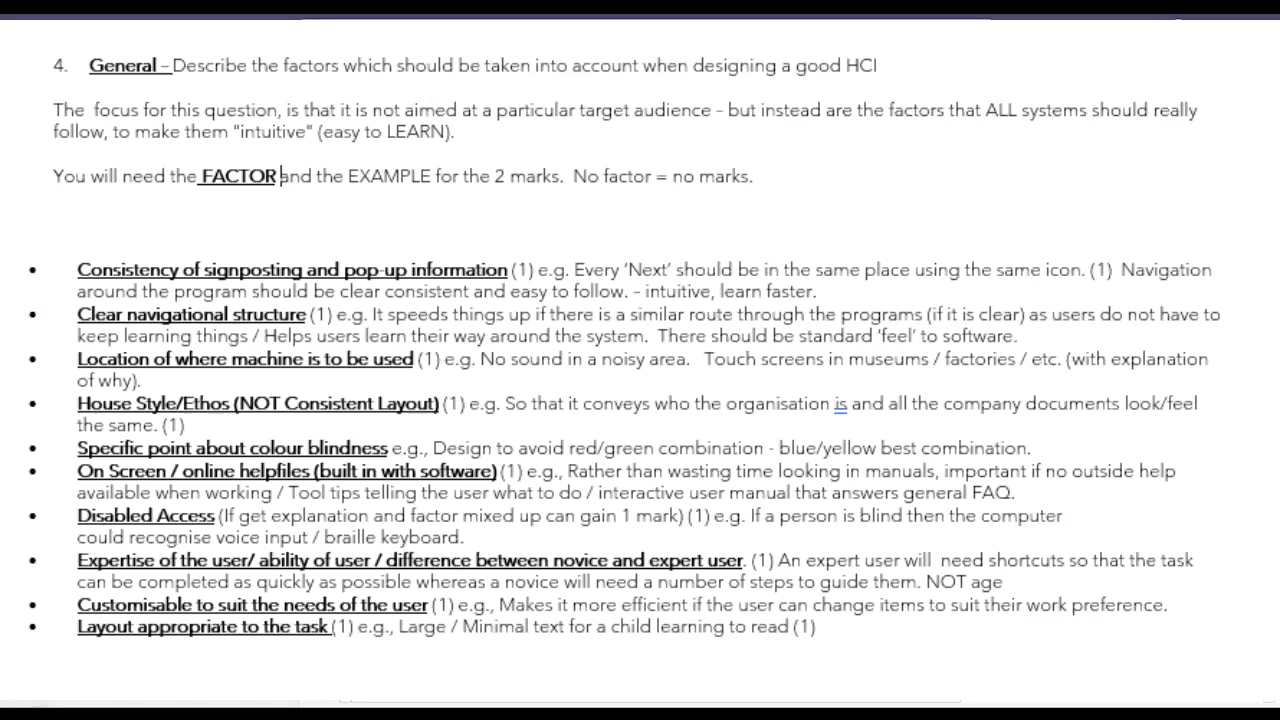 4. General – Describe the factors which should be taken into account when designing a good HCI
The focus for this question, is that it is not aimed at a particular target audience – but instead are the factors that ALL systems should really
follow, to make them "intuitive" (easy to LEARN).
You will need the FACTOR and the EXAMPLE for the 2 marks. No factor = no marks.
• Consistency of signposting and pop-up information (1) e.g. Every ‘Next’ should be in the same place using the same icon. (1) Navigation
around the program should be clear consistent and easy to follow. – intuitive, learn faster.
• Clear navigational structure (1) e.g. It speeds things up if there is a similar route through the programs (if it is clear) as users do not have to
keep learning things / Helps users learn their way around the system. There should be standard ‘feel’ to software.
• Location of where machine is to be used (1) e.g. No sound in a noisy area. Touch screens in museums / factories / etc. (with explanation
of why).
• House Style/Ethos (NOT Consistent Layout) (1) e.g. So that it conveys who the organisation is and all the company documents look/feel
the same. (1)
• Specific point about colour blindness e.g., Design to avoid red/green combination - blue/yellow best combination.
• On Screen / online helpfiles (built in with software) (1) e.g., Rather than wasting time looking in manuals, important if no outside help
available when working / Tool tips telling the user what to do / interactive user manual that answers general FAQ.
• Disabled Access (If get explanation and factor mixed up can gain 1 mark) (1) e.g. If a person is blind then the computer
could recognise voice input / braille keyboard.
• Expertise of the user/ ability of user / difference between novice and expert user. (1) An expert user will need shortcuts so that the task
can be completed as quickly as possible whereas a novice will need a number of steps to guide them. NOT age
• Customisable to suit the needs of the user (1) e.g., Makes it more efficient if the user can change items to suit their work preference.
• Layout appropriate to the task (1) e.g., Large / Minimal text for a child learning to read (1)